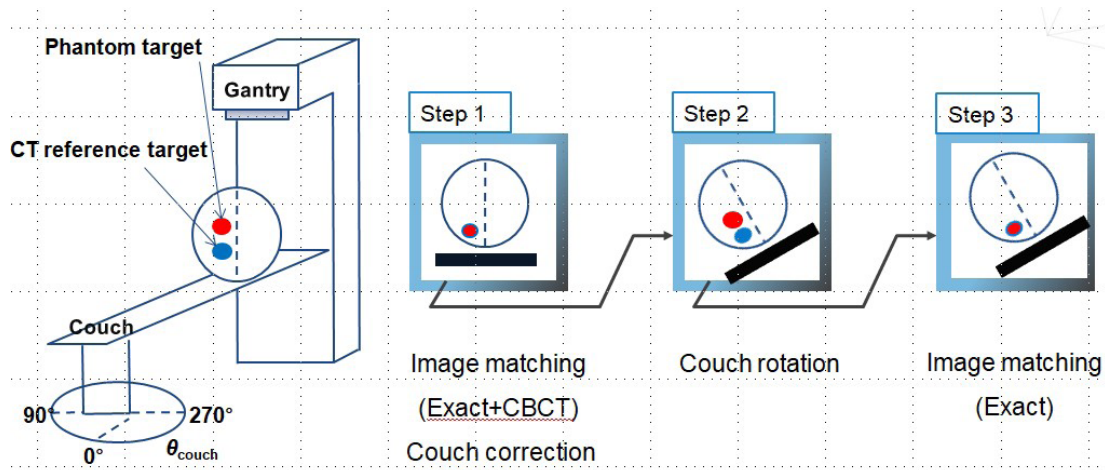 Phantom target
Gantry
CT reference target
Couch
90°
270°
0°
θcouch
Step 1
Step 2
Step 3
Image matching
(Exact+CBCT)
Couch correction
Couch rotation
Image matching
(Exact)